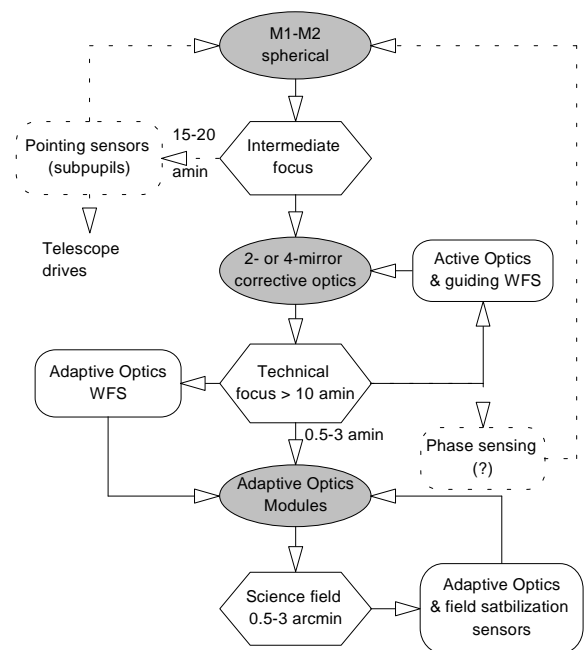 M1-M2
spherical
15-20
amin
Pointing sensors
(subpupils)
Intermediate
focus
Telescope
drives
2- or 4-mirror
corrective optics
Active Optics
& guiding WFS
Adaptive Optics
WFS
Technical
focus > 10 amin
0.5-3 amin
Phase sensing
(?)
Adaptive Optics
Modules
Science field
0.5-3 arcmin
Adaptive Optics
& field satbilization
sensors